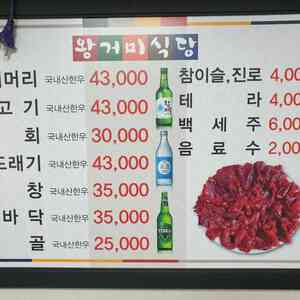 왕거미식당
머리 국내산한우 43,000
고기 국내산한우 43,000
회 국내산한우 30,000
드래기 국내산한우 43,000
창 국내산한우 35,000
바닥 국내산한우 35,000
골 국내산한우 25,000
참이슬,진로 4,00
테라 4,00
백세주 6,00
음료수 2,00